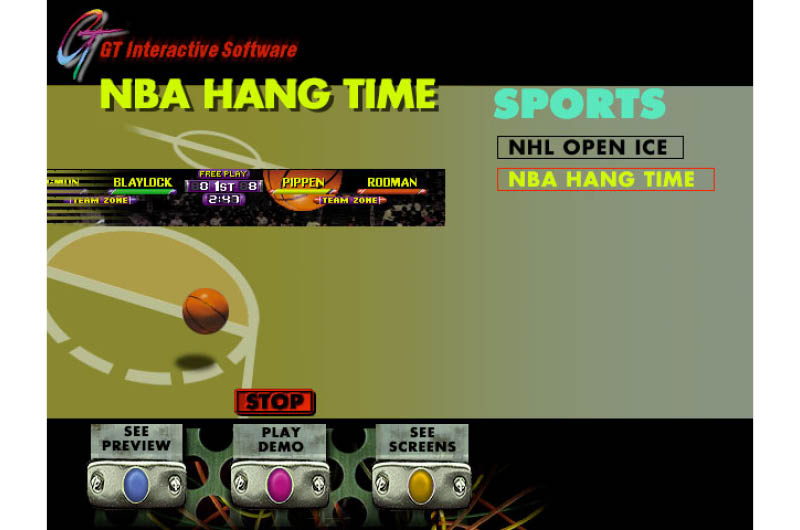 GT Interactive Software
NBA HANG TIME
SPORTS
NHL OPEN ICE
NBA HANG TIME
FREE PLAY
BLAYLOCK 8 1ST 8 PIPPEN RODMAN
TEAM ZONE 2:47 TEAM ZONE
STOP
SEE PREVIEW
PLAY DEMO
SEE SCREENS